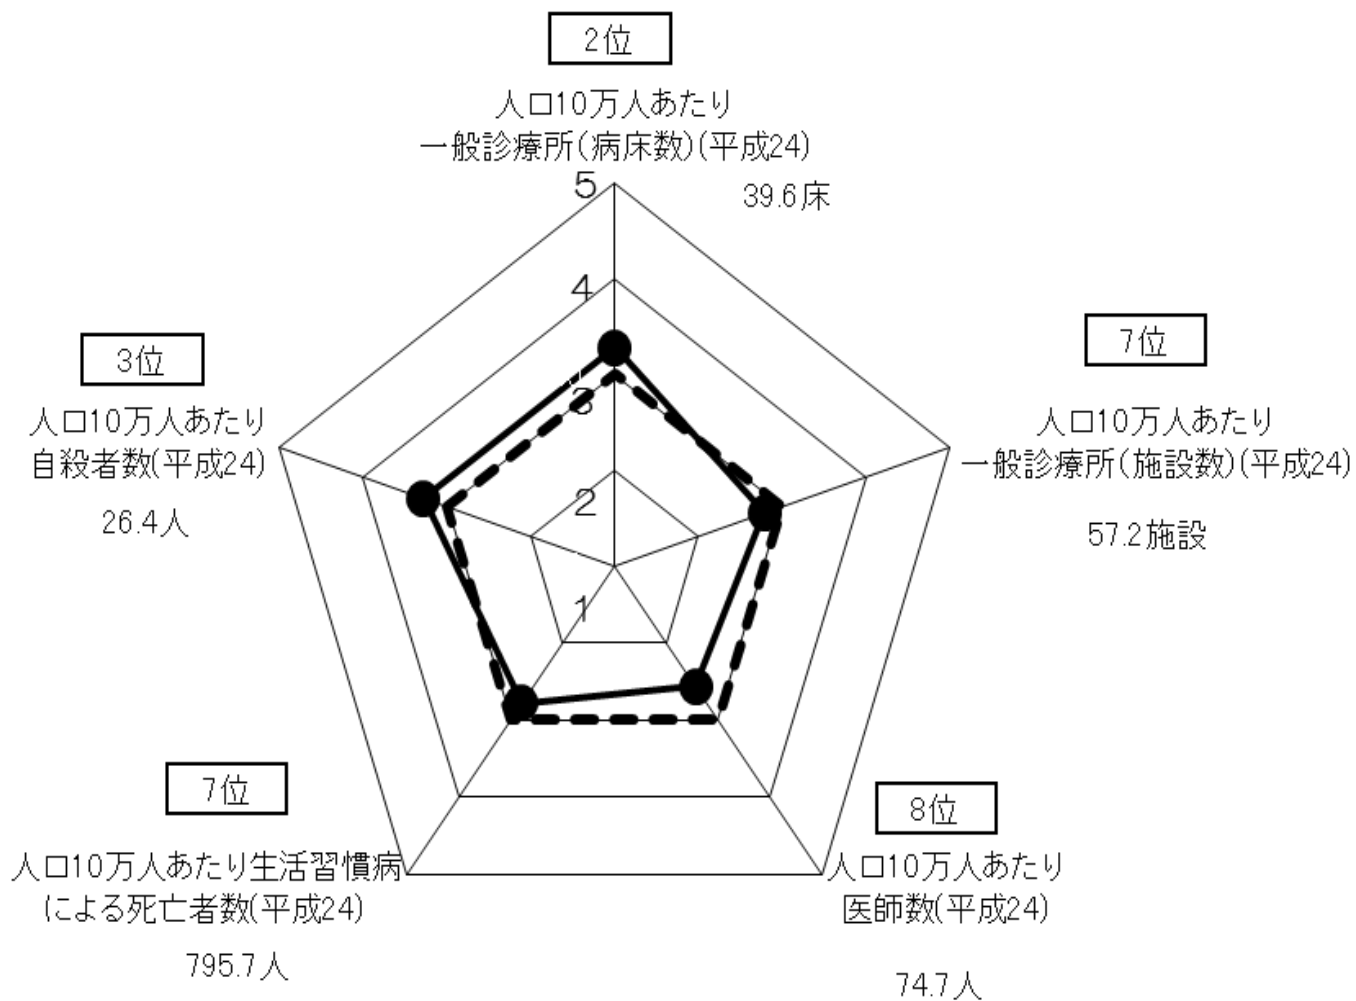 2位
人口10万人あたり
一般診療所(病床数)(平成24)
39.6床
5
4
3
2
1
7位
人口10万人あたり
一般診療所(施設数)(平成24)
57.2施設
8位
人口10万人あたり
医師数(平成24)
74.7人
7位
人口10万人あたり生活習慣病
による死亡者数(平成24)
795.7人
3位
人口10万人あたり
自殺者数(平成24)
26.4人